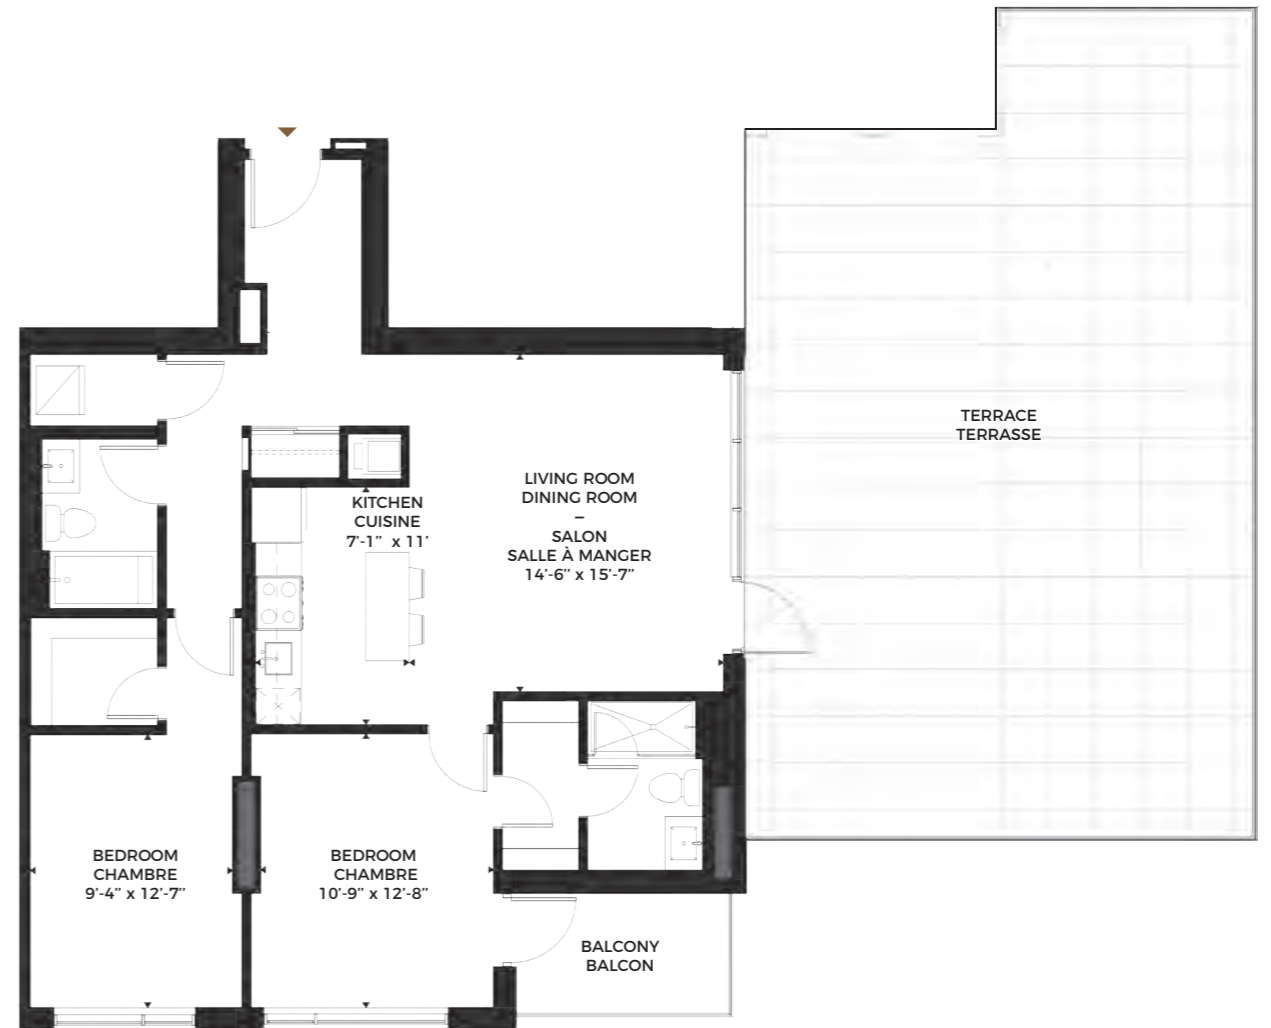 TERRACE
TERRASSE
LIVING ROOM
DINING ROOM
–
SALON
SALLE À MANGER
14'-6" x 15'-7"
KITCHEN
CUISINE
7'-1" x 11'
BEDROOM
CHAMBRE
9'-4" x 12'-7"
BEDROOM
CHAMBRE
10'-9" x 12'-8"
BALCONY
BALCON